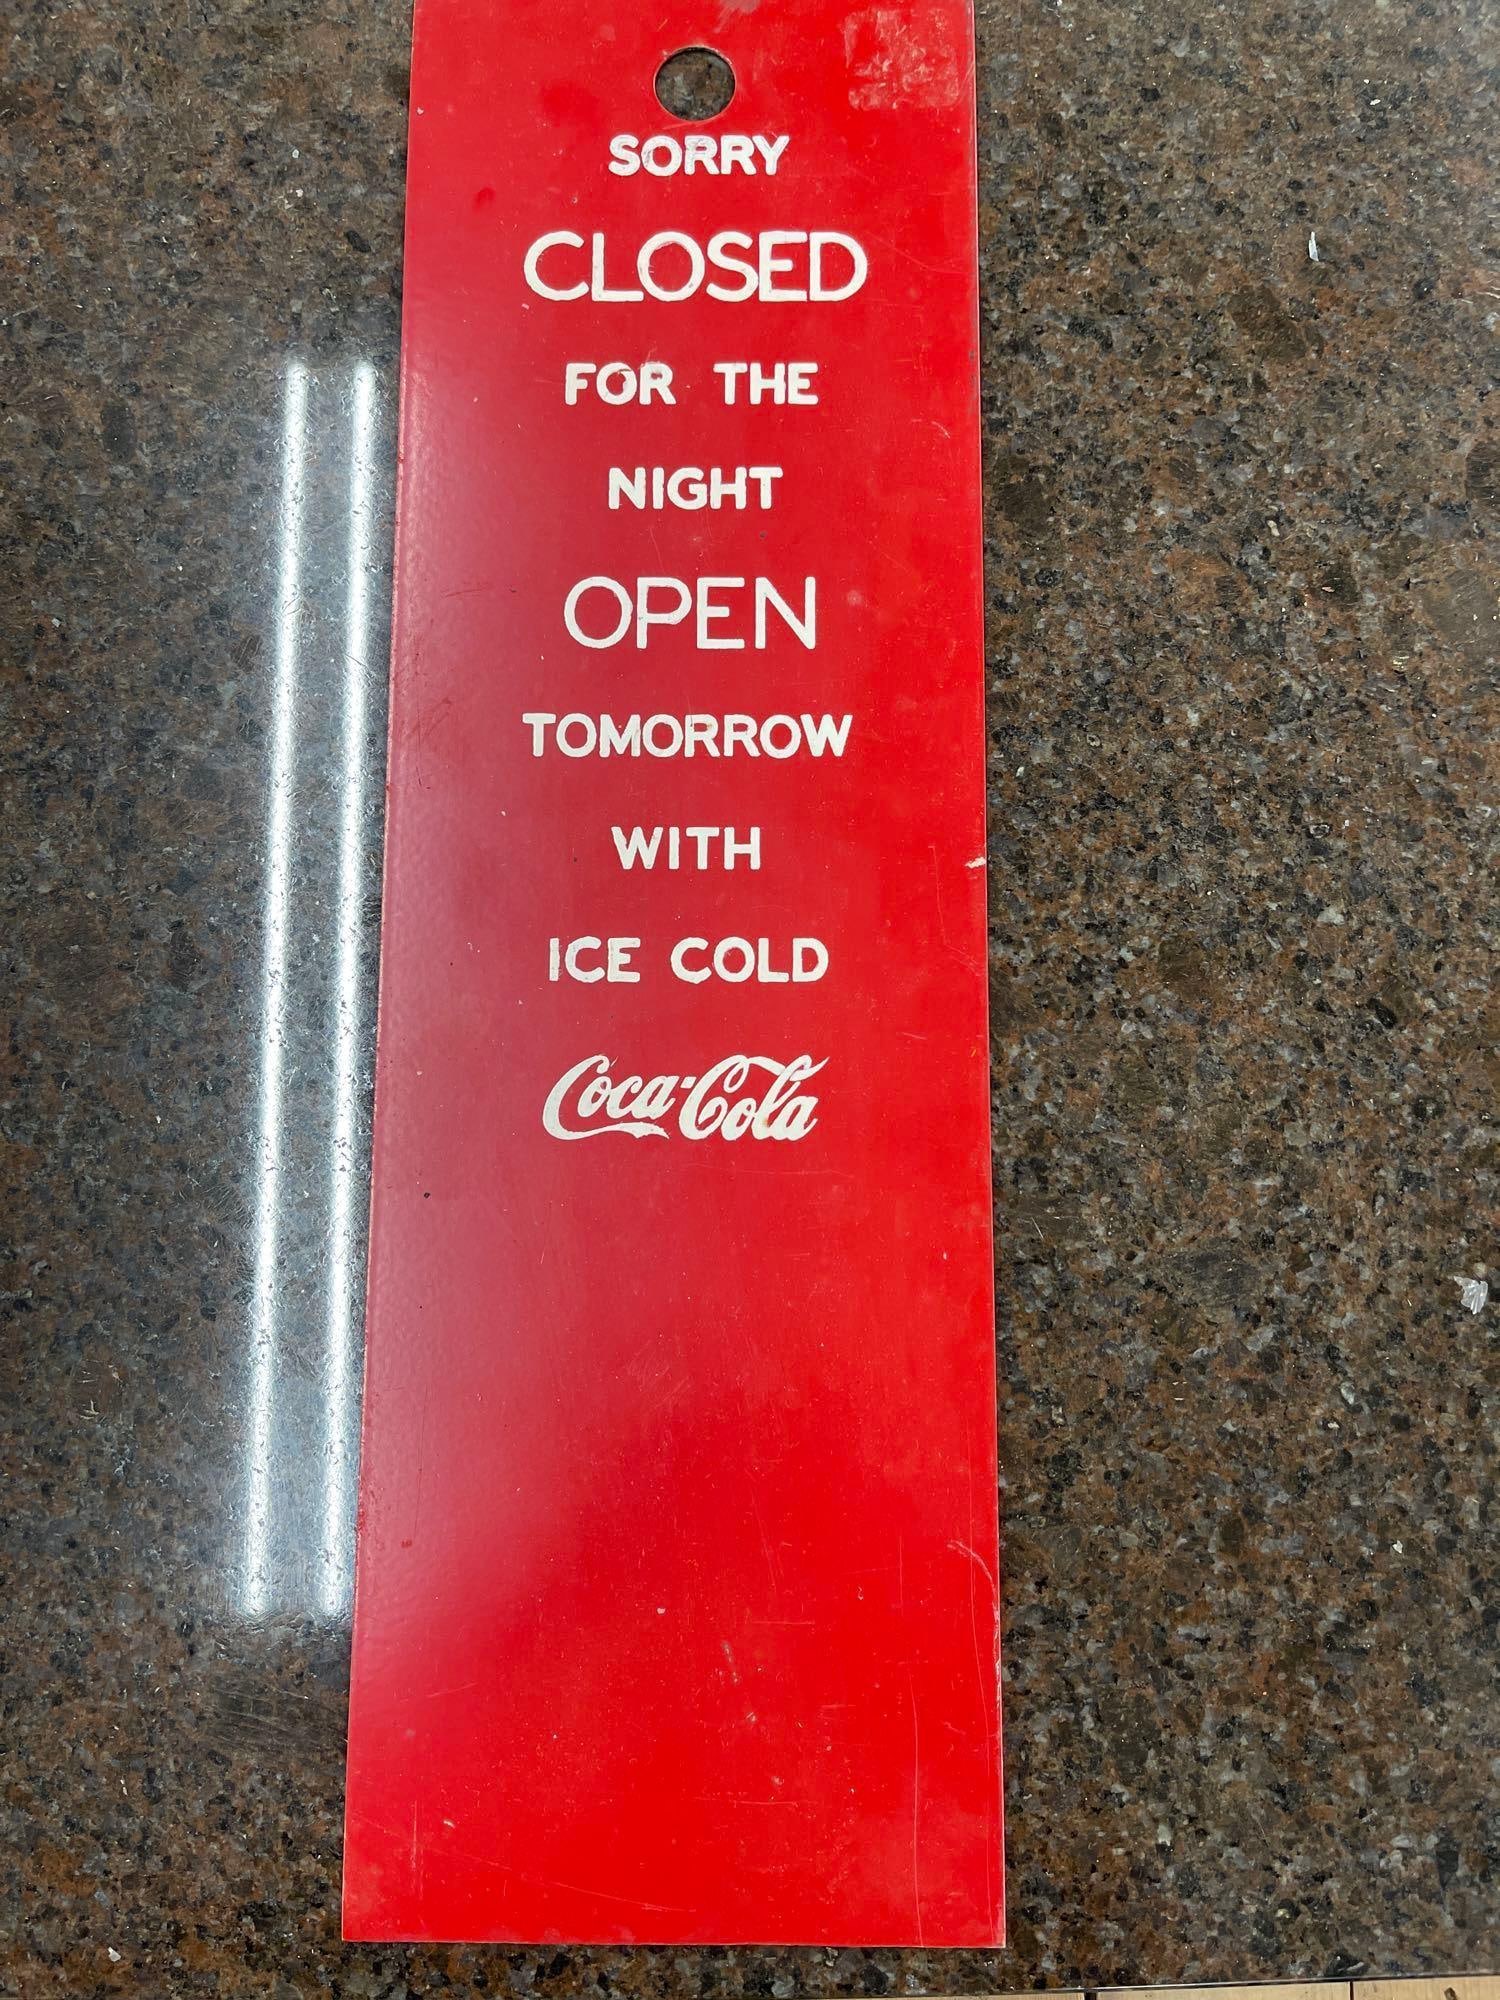 SORRY
CLOSED
FOR THE
NIGHT
OPEN
TOMORROW
WITH
ICE COLD
Coca-Cola